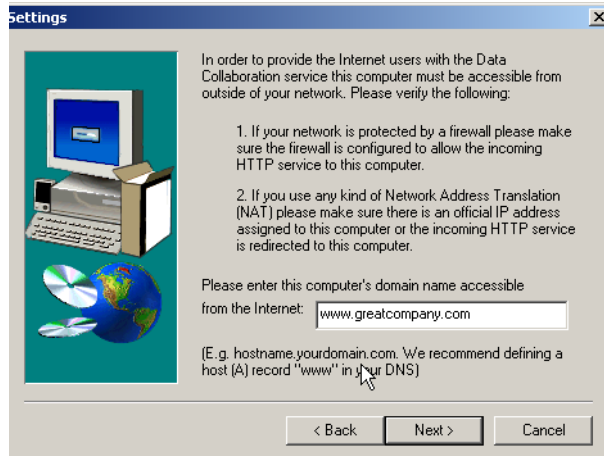 Settings
In order to provide the Internet users with the Data
Collaboration service this computer must be accessible from
outside of your network. Please verify the following:
1. If your network is protected by a firewall please make
sure the firewall is configured to allow the incoming
HTTP service to this computer.
2. If you use any kind of Network Address Translation
(NAT) please make sure there is an official IP address
assigned to this computer or the incoming HTTP service
is redirected to this computer.
Please enter this computer's domain name accessible
from the Internet: www.greatcompany.com
(E.g. hostname.yourdomain.com. We recommend defining a
host (A) record "www" in your DNS)
< Back Next > Cancel